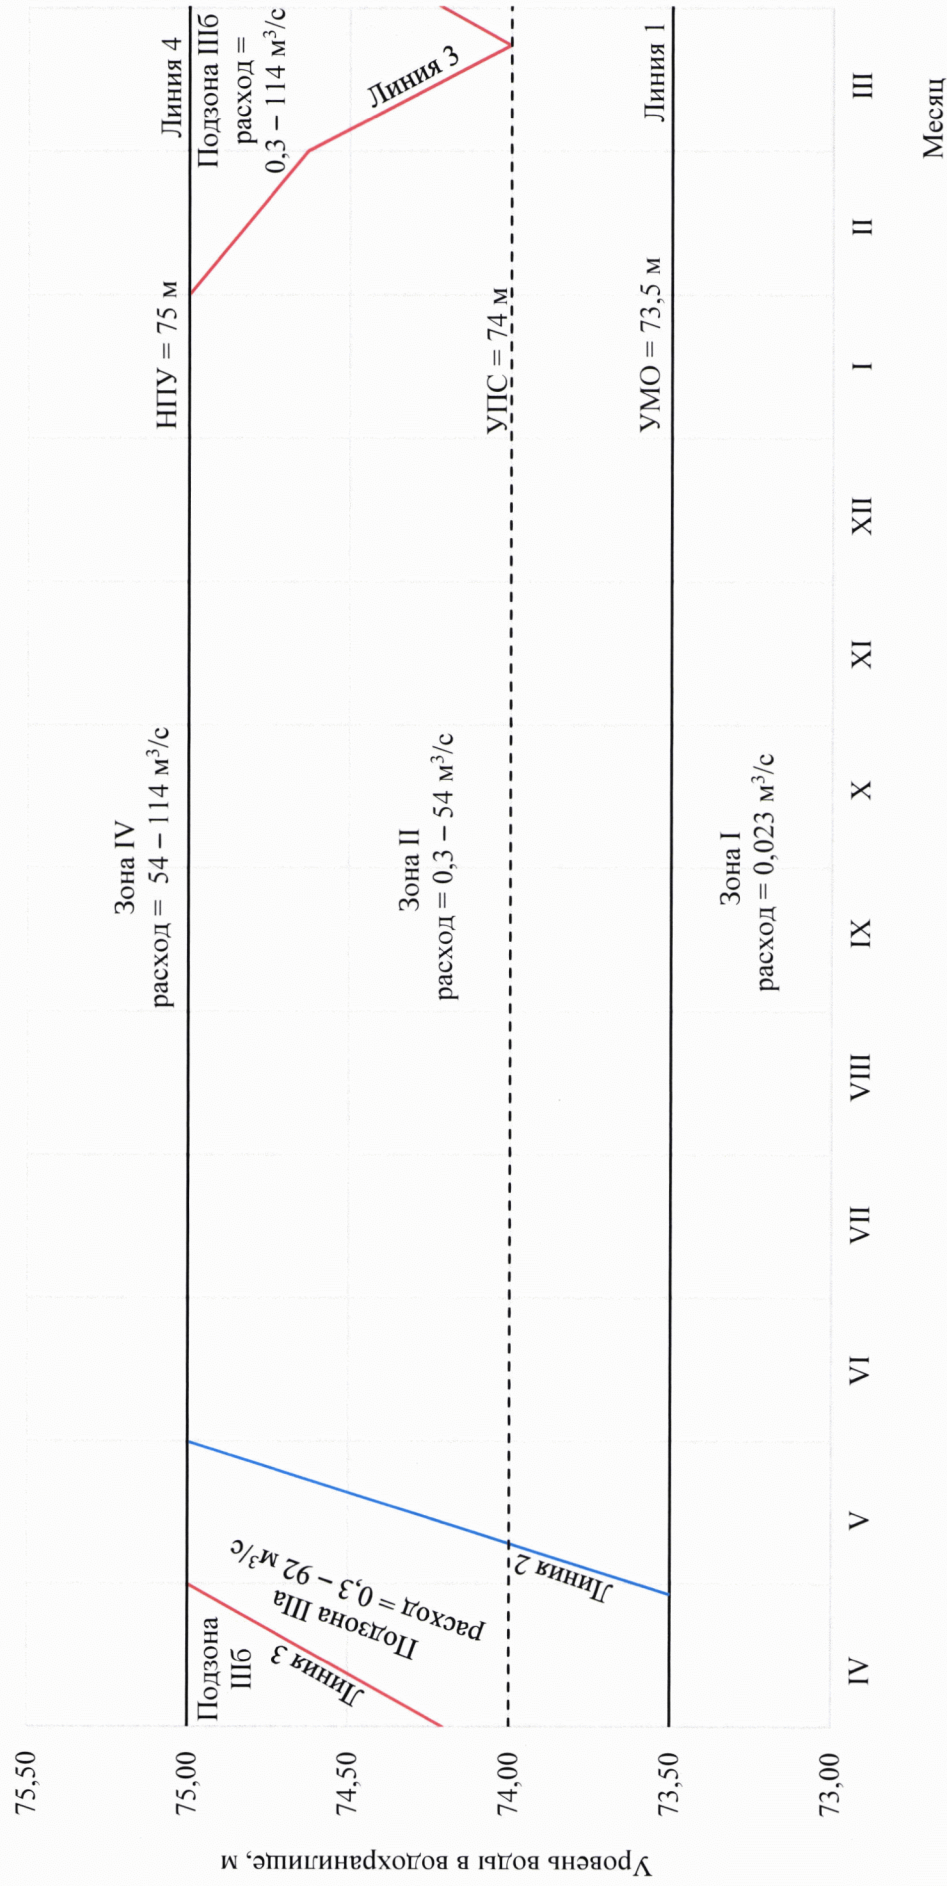 75,50
75,00
74,50
74,00
73,50
73,00
Уровень воды в водохранилище, м
Зона IV
расход = 54 – 114 м³/с
НПУ = 75 м
Линия 4
Подзона
IIIб
Линия 3
Подзона IIIа
расход = 0,3 – 92 м³/с
Линия 2
Зона II
расход = 0,3 – 54 м³/с
УПС = 74 м
Подзона IIIб
расход =
0,3 – 114 м³/с
Линия 3
УМО = 73,5 м
Линия 1
Зона I
расход = 0,023 м³/с
IV V VI VII VIII IX X XI XII I II III
Месяц